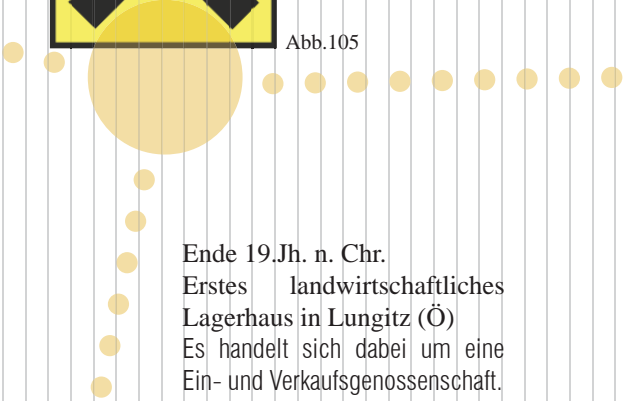 Abb.105
Ende 19.Jh. n. Chr.
Erstes landwirtschaftliches
Lagerhaus in Lungitz (Ö)
Es handelt sich dabei um eine
Ein- und Verkaufsgenossenschaft.